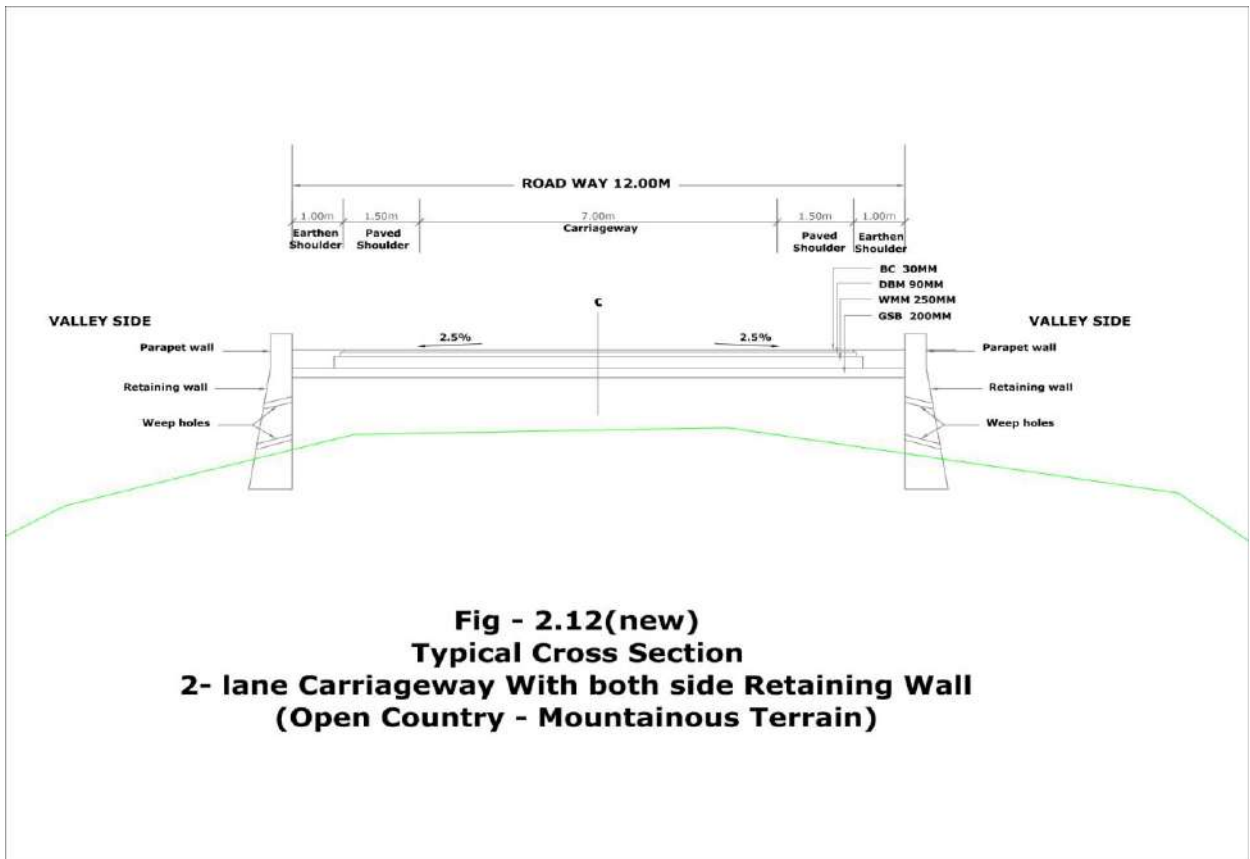 ROAD WAY 12.00M
1.00m 1.50m 7.00m 1.50m 1.00m
Earthen Shoulder
Paved Shoulder
Carriageway
Paved Shoulder
Earthen Shoulder
BC 30MM
DBM 90MM
WMM 250MM
GSB 200MM
C
VALLEY SIDE
VALLEY SIDE
2.5%
2.5%
Parapet wall
Parapet wall
Retaining wall
Retaining wall
Weep holes
Weep holes
Fig - 2.12(new)
Typical Cross Section
2- lane Carriageway With both side Retaining Wall
(Open Country - Mountainous Terrain)